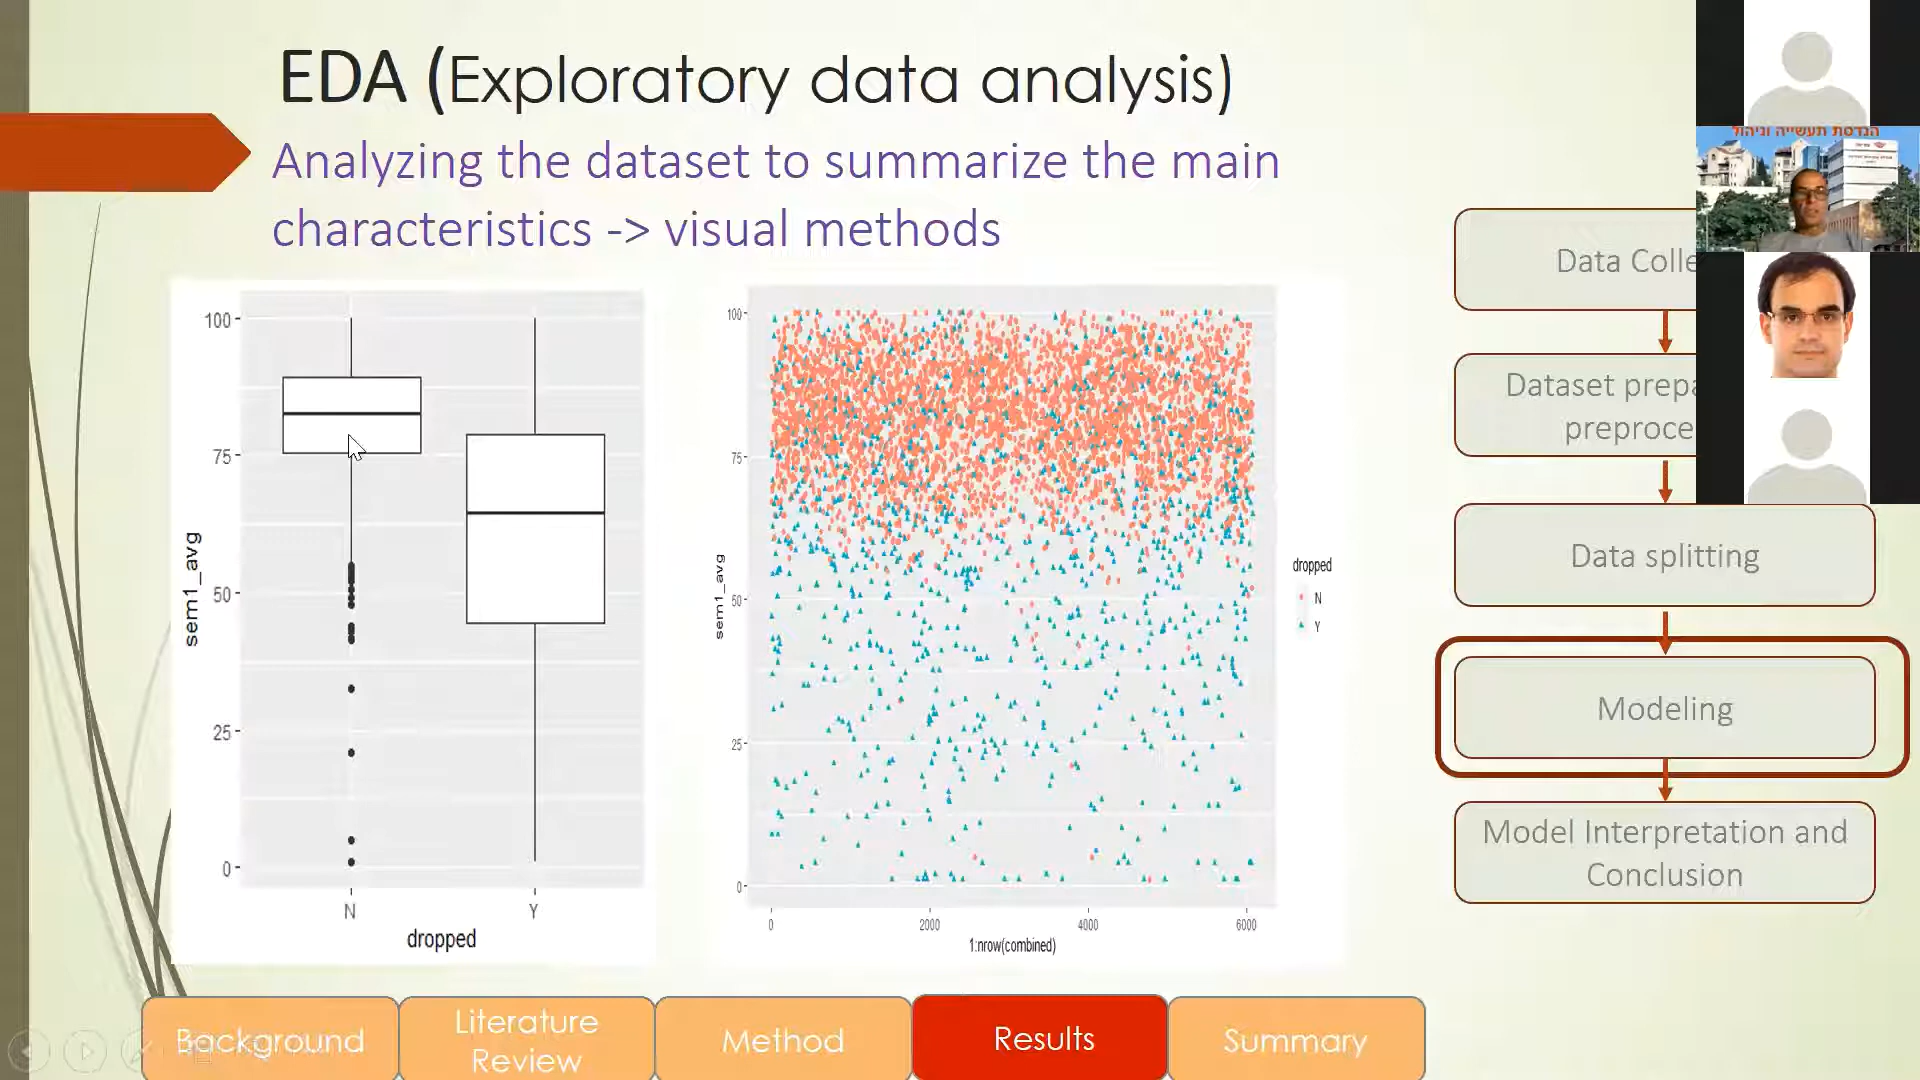 EDA (Exploratory data analysis)
Analyzing the dataset to summarize the main
characteristics -> visual methods
הנדסת תעשייה וניהול
Data Colle
Dataset prepa
preproce
Data splitting
Modeling
Model Interpretation and
Conclusion
100
75
50
25
0
sem1_avg
N
Y
dropped
100
75
50
25
0
sem1_avg
0
2000
4000
6000
1:nrow(combined)
dropped
N
Y
Background
Literature
Review
Method
Results
Summary